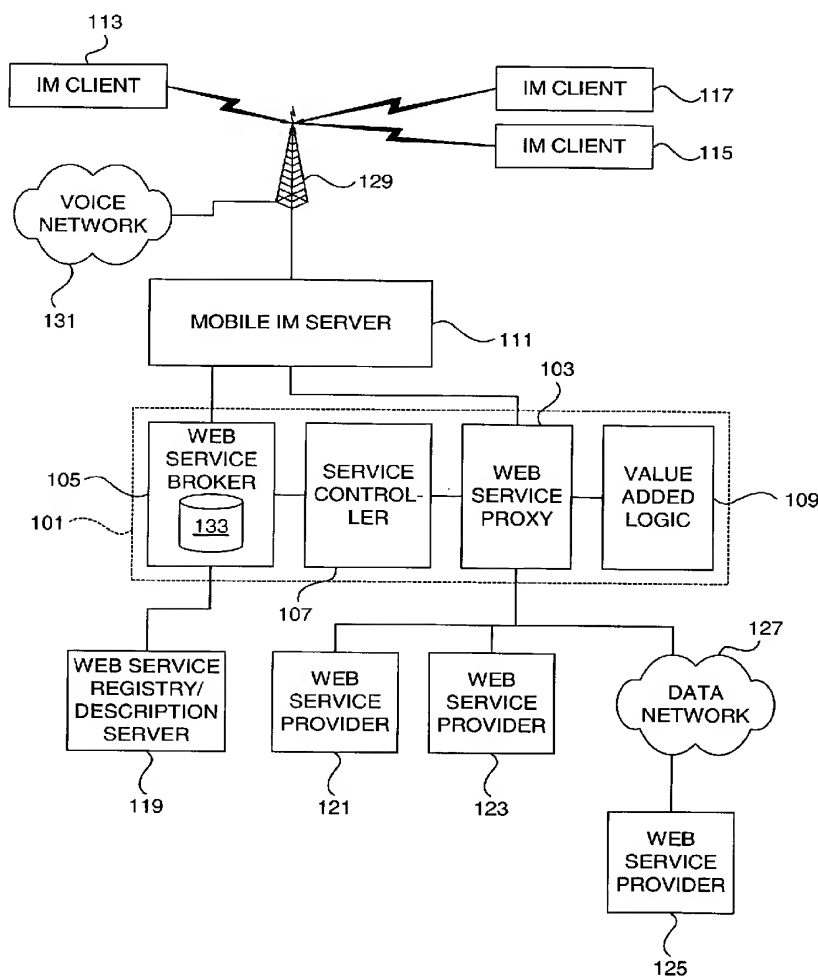 113
IM CLIENT
IM CLIENT
117
IM CLIENT
115
129
VOICE
NETWORK
131
MOBILE IM SERVER
111
103
105
101
WEB
SERVICE
BROKER
133
SERVICE
CONTROL-
LER
WEB
SERVICE
PROXY
VALUE
ADDED
LOGIC
109
107
WEB SERVICE
REGISTRY/
DESCRIPTION
SERVER
119
WEB
SERVICE
PROVIDER
121
WEB
SERVICE
PROVIDER
123
127
DATA
NETWORK
WEB
SERVICE
PROVIDER
125